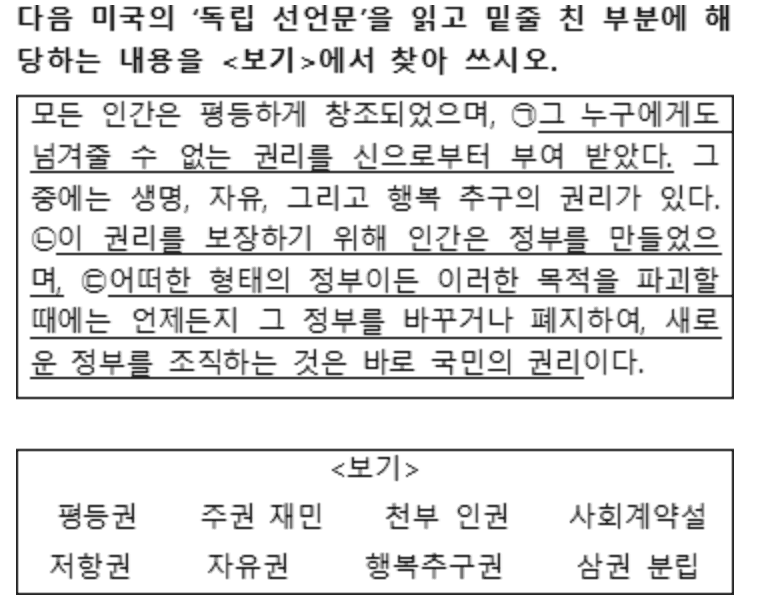 다음 미국의 '독립 선언문'을 읽고 밑줄 친 부분에 해
당하는 내용을 <보기>에서 찾아 쓰시오.
모든 인간은 평등하게 창조되었으며, ㉠그 누구에게도
넘겨줄 수 없는 권리를 신으로부터 부여 받았다. 그
중에는 생명, 자유, 그리고 행복 추구의 권리가 있다.
㉡이 권리를 보장하기 위해 인간은 정부를 만들었으
며, ㉢어떠한 형태의 정부이든 이러한 목적을 파괴할
때에는 언제든지 그 정부를 바꾸거나 폐지하여, 새로
운 정부를 조직하는 것은 바로 국민의 권리이다.
<보기>
평등권 주권 재민 천부 인권 사회계약설
저항권 자유권 행복추구권 삼권 분립